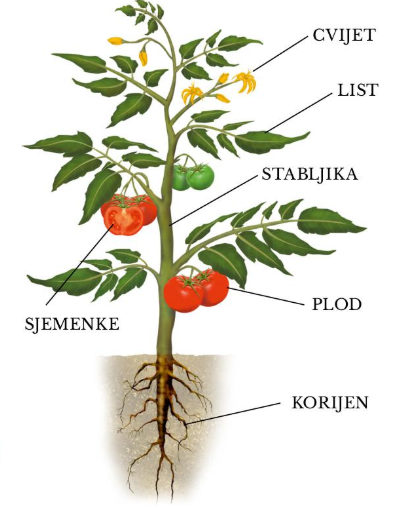 CVIJET
LIST
STABLJIKA
PLOD
SJEMENKE
KORIJEN